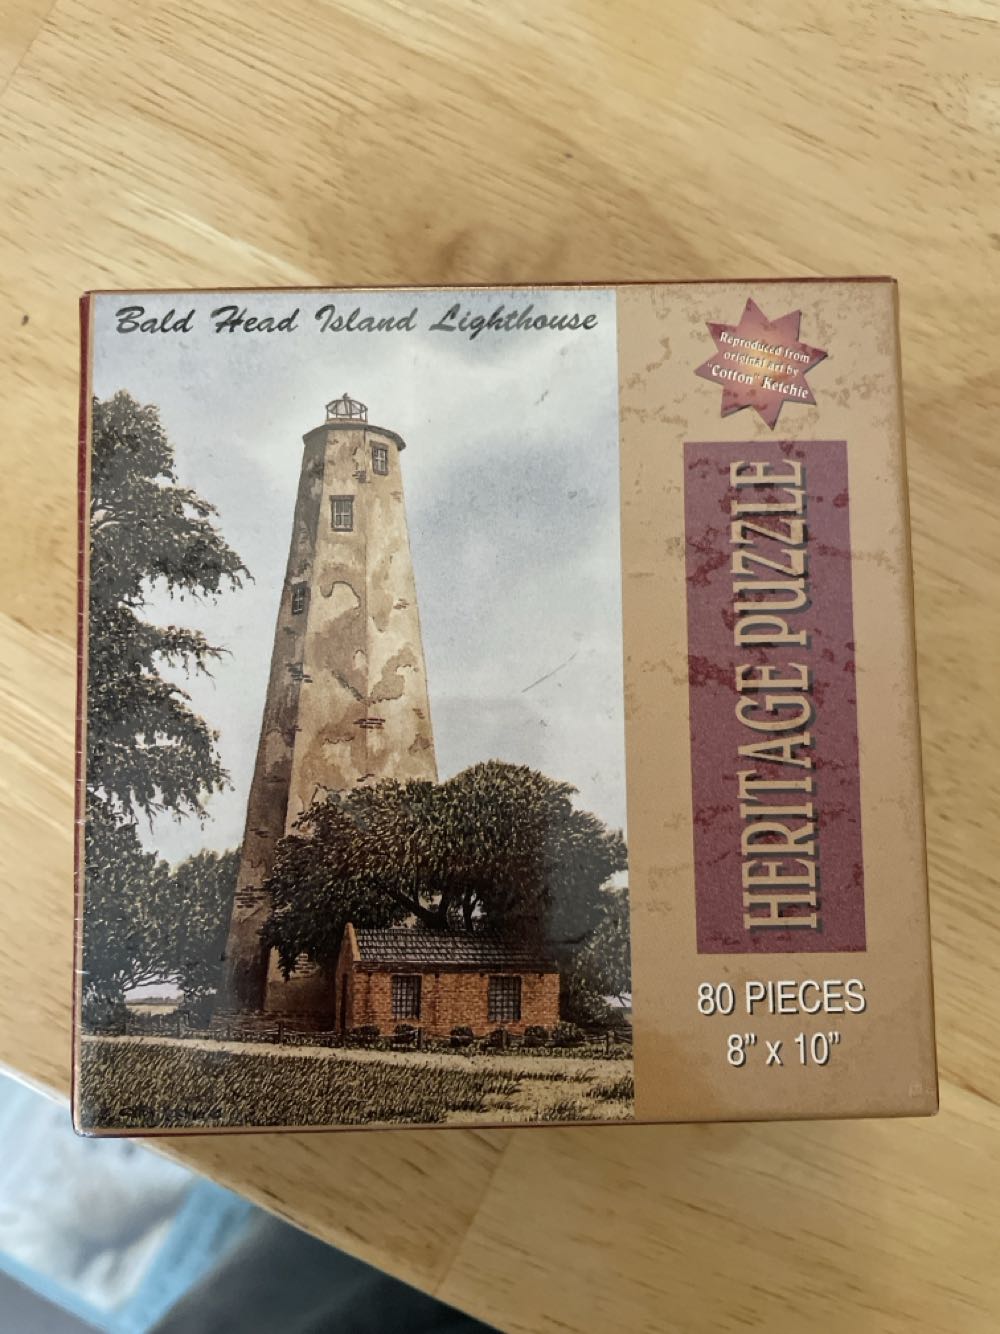 Bald Head Island Lighthouse
Reproduced from
original art by
"Cotton" Ketchie
HERITAGE PUZZLE
80 PIECES
8" x 10"